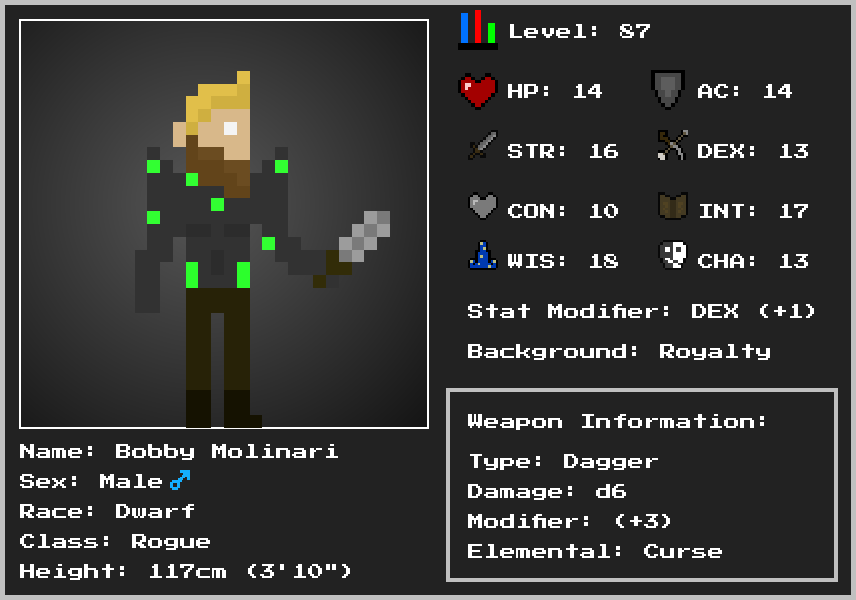 Level: 87
HP: 14 AC: 14
STR: 16 DEX: 13
CON: 10 INT: 17
WIS: 18 CHA: 13
Stat Modifier: DEX (+1)
Background: Royalty
Weapon Information:
Type: Dagger
Damage: d6
Modifier: (+3)
Elemental: Curse
Name: Bobby Molinari
Sex: Male♂
Race: Dwarf
Class: Rogue
Height: 117cm (3'10")